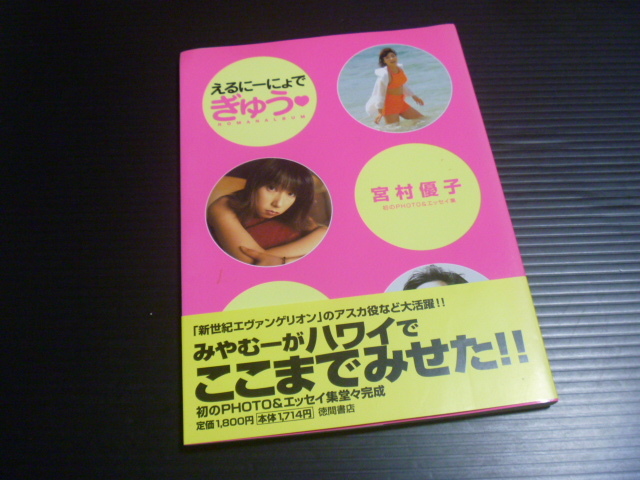 えるにーにょで
ぎゅう♥
宮村優子
初のPHOTO&エッセイ集
「新世紀エヴァンゲリオン」のアスカ役など大活躍!!
みやむーがハワイで
ここまでみせた!!
初のPHOTO&エッセイ集堂々完成
定価1,800円 本体1,714円 徳間書店